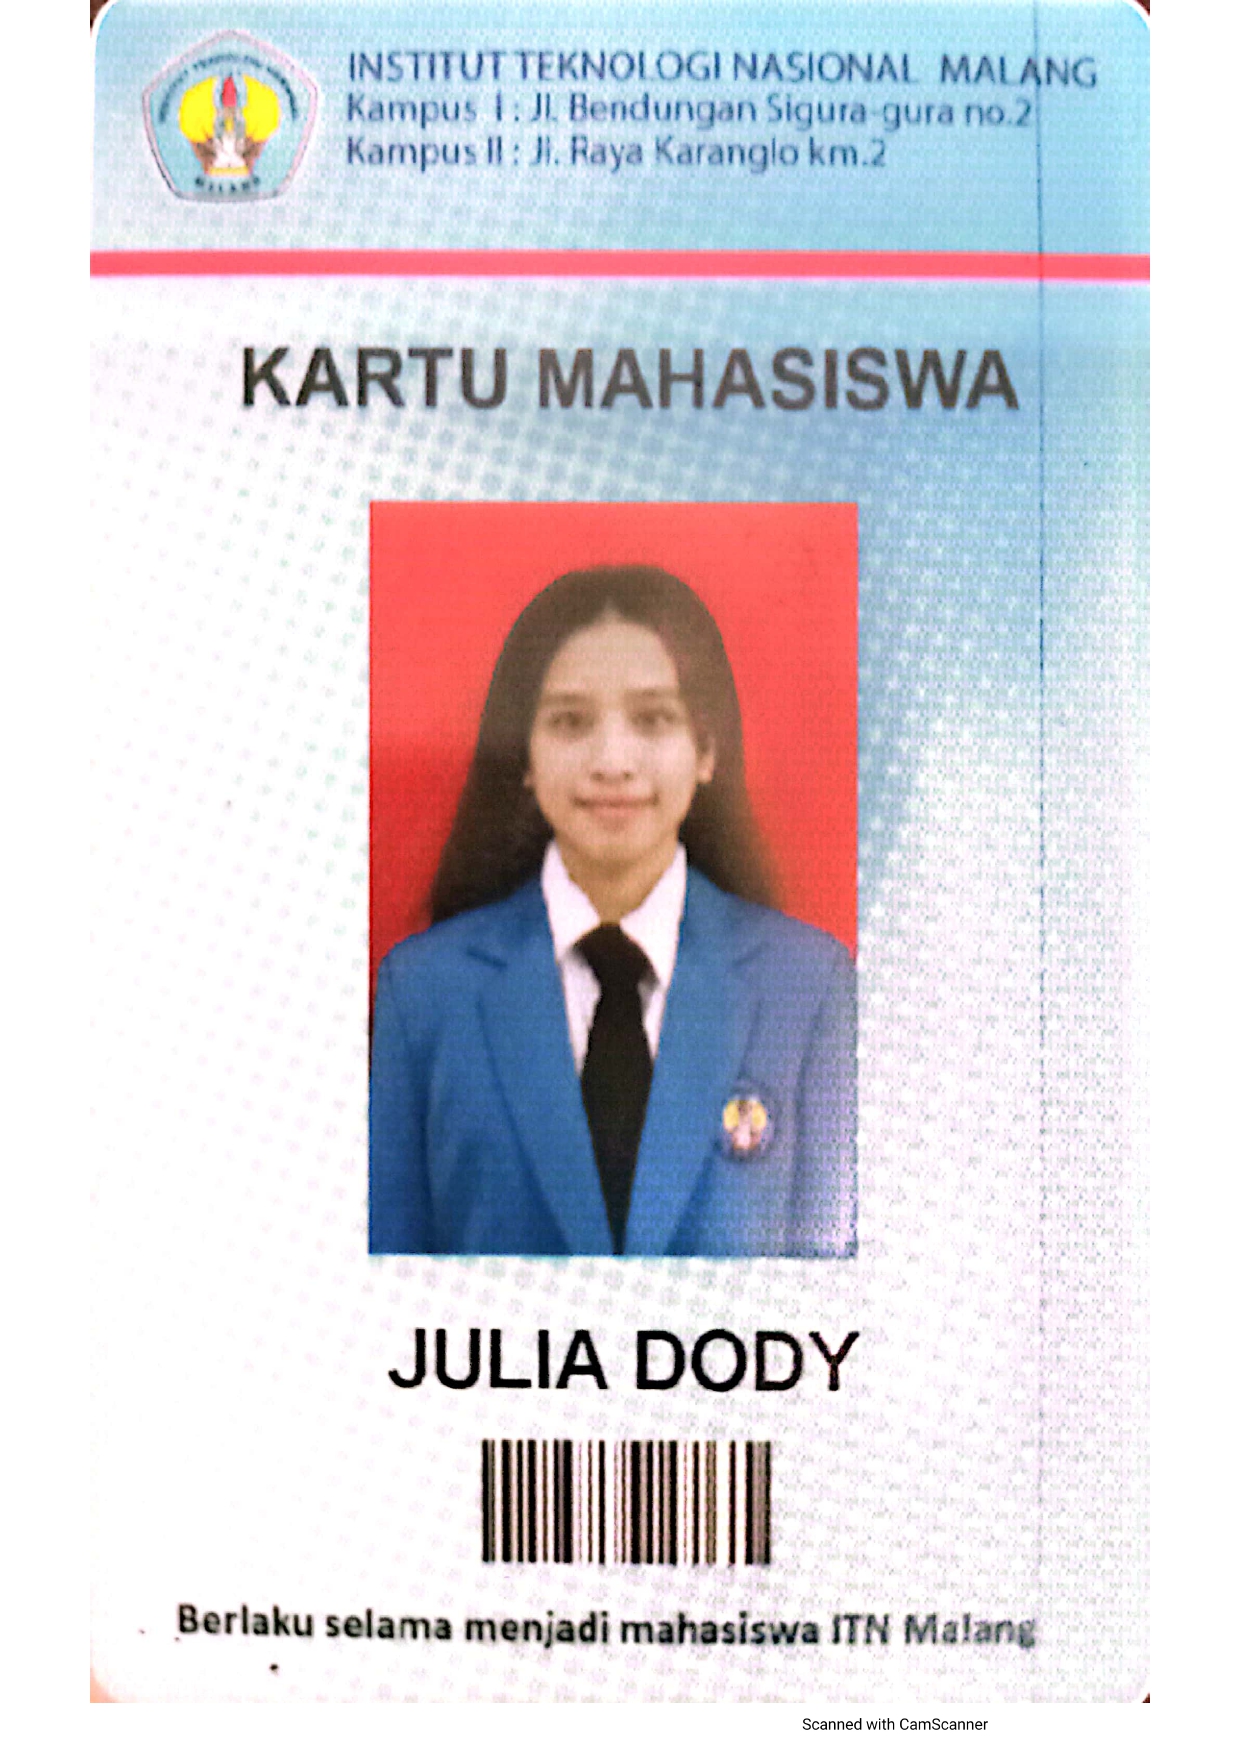 INSTITUT TEKNOLOGI NASIONAL MALANG
Kampus I : Jl. Bendungan Sigura-gura no.2
Kampus II : Jl. Raya Karanglo km.2
MALANG
KARTU MAHASISWA
JULIA DODY
Berlaku selama menjadi mahasiswa ITN Malang
Scanned with CamScanner